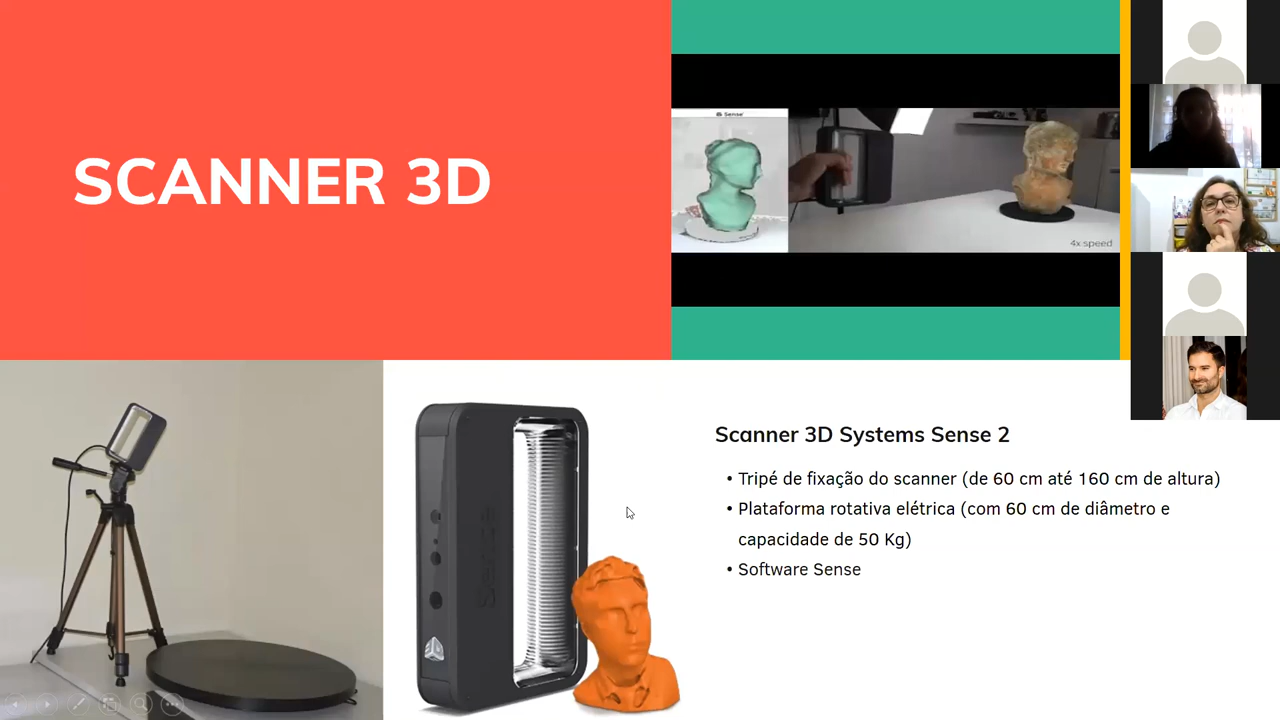 SCANNER 3D
Sense
4x speed
Scanner 3D Systems Sense 2
• Tripé de fixação do scanner (de 60 cm até 160 cm de altura)
• Plataforma rotativa elétrica (com 60 cm de diâmetro e
capacidade de 50 Kg)
• Software Sense
Sense